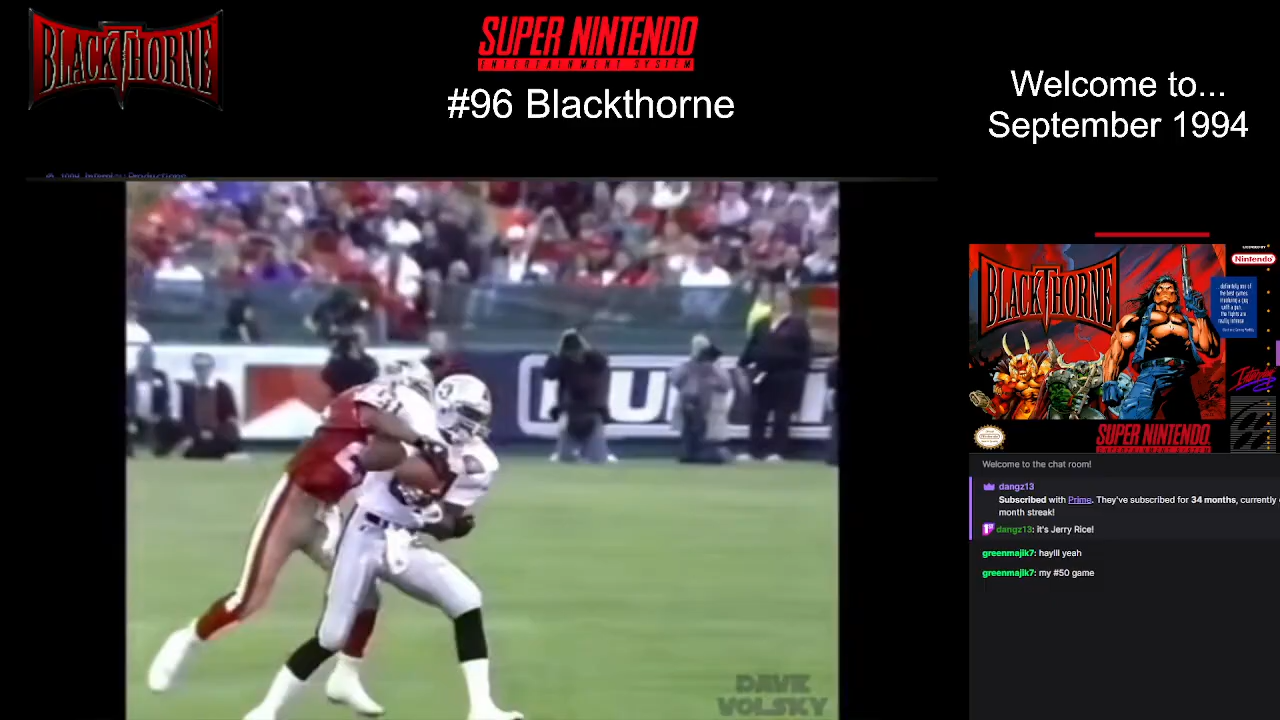 BLACKTHORNE
SUPER NINTENDO
ENTERTAINMENT SYSTEM
#96 Blackthorne
Welcome to...
September 1994
BLACKTHORNE
Nintendo
SUPER NINTENDO
Welcome to the chat room!
dangz13
Subscribed with Prime. They've subscribed for 34 months, currently
month streak!
dangz13: it's Jerry Rice!
greenmajik7: haylll yeah
greenmajik7: my #50 game
DAVE
VOLSKY